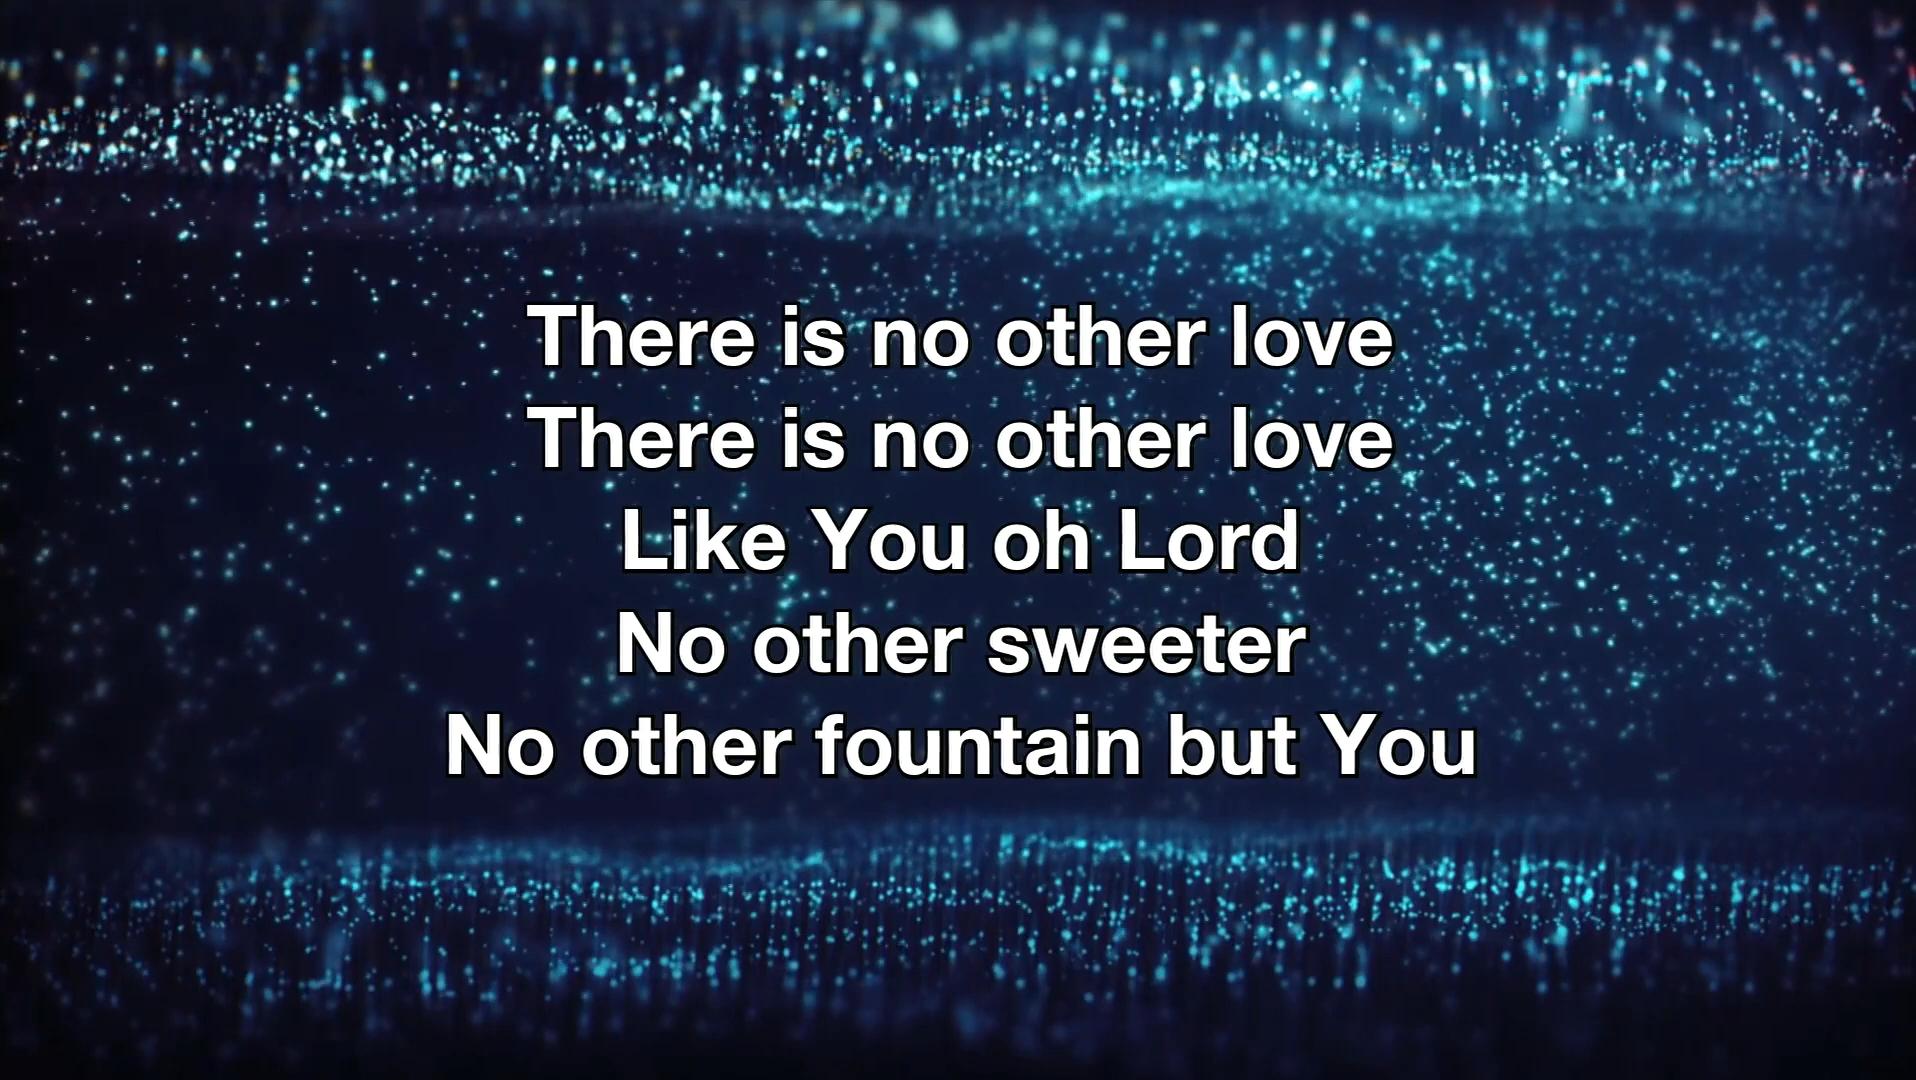 There is no other love
There is no other love
Like You oh Lord
No other sweeter
No other fountain but You